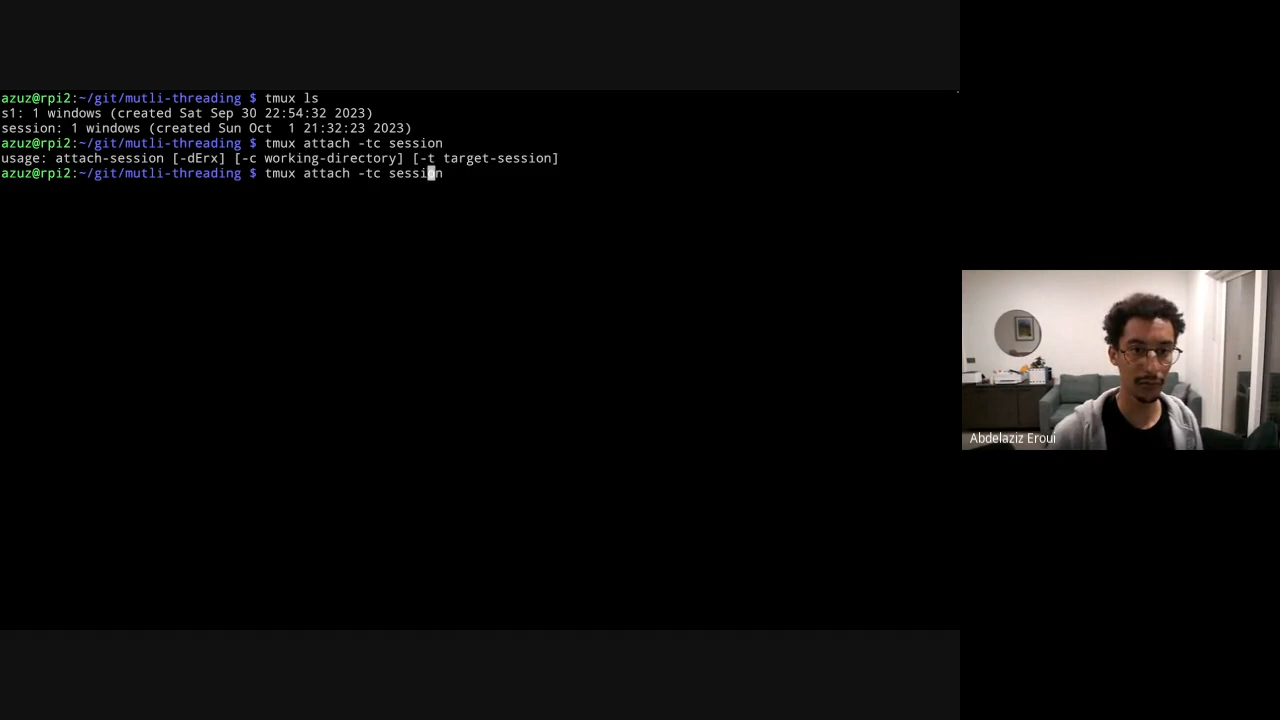 azuz@rpi2:~/git/mutli-threading $ tmux ls
s1: 1 windows (created Sat Sep 30 22:54:32 2023)
session: 1 windows (created Sun Oct  1 21:32:23 2023)
azuz@rpi2:~/git/mutli-threading $ tmux attach -tc session
usage: attach-session [-dErx] [-c working-directory] [-t target-session]
azuz@rpi2:~/git/mutli-threading $ tmux attach -tc session
Abdelaziz Eroui